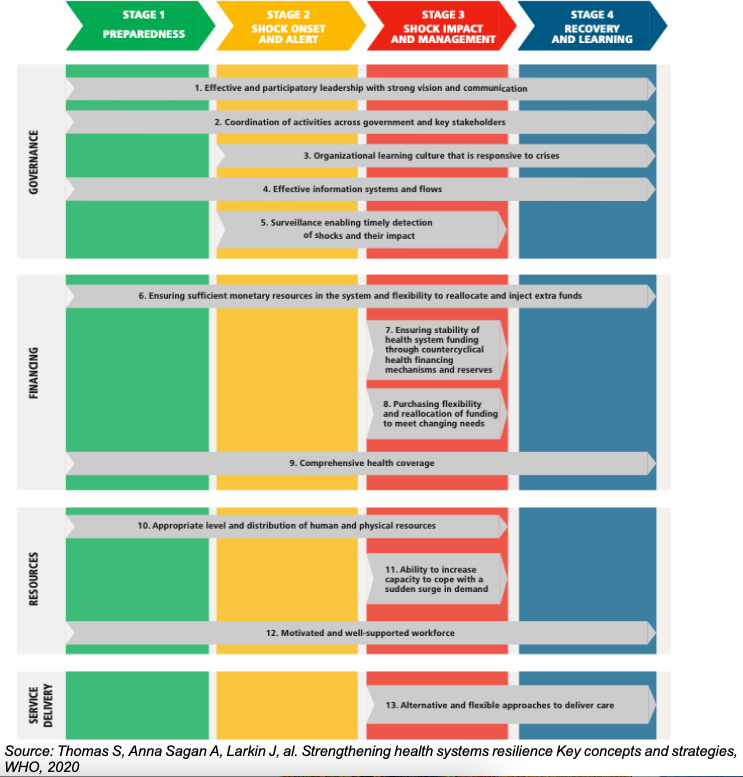 STAGE 1
PREPAREDNESS
STAGE 2
SHOCK ONSET
AND ALERT
STAGE 3
SHOCK IMPACT
AND MANAGEMENT
STAGE 4
RECOVERY
AND LEARNING
GOVERNANCE
1. Effective and participatory leadership with strong vision and communication
2. Coordination of activities across government and key stakeholders
3. Organizational learning culture that is responsive to crises
4. Effective information systems and flows
5. Surveillance enabling timely detection
of shocks and their impact
FINANCING
6. Ensuring sufficient monetary resources in the system and flexibility to reallocate and inject extra funds
7. Ensuring stability of
health system funding
through countercyclical
health financing
mechanisms and reserves
8. Purchasing flexibility
and reallocation of funding
to meet changing needs
9. Comprehensive health coverage
RESOURCES
10. Appropriate level and distribution of human and physical resources
11. Ability to increase
capacity to cope with a
sudden surge in demand
12. Motivated and well-supported workforce
SERVICE
DELIVERY
13. Alternative and flexible approaches to deliver care
Source: Thomas S, Anna Sagan A, Larkin J, al. Strengthening health systems resilience Key concepts and strategies,
WHO, 2020